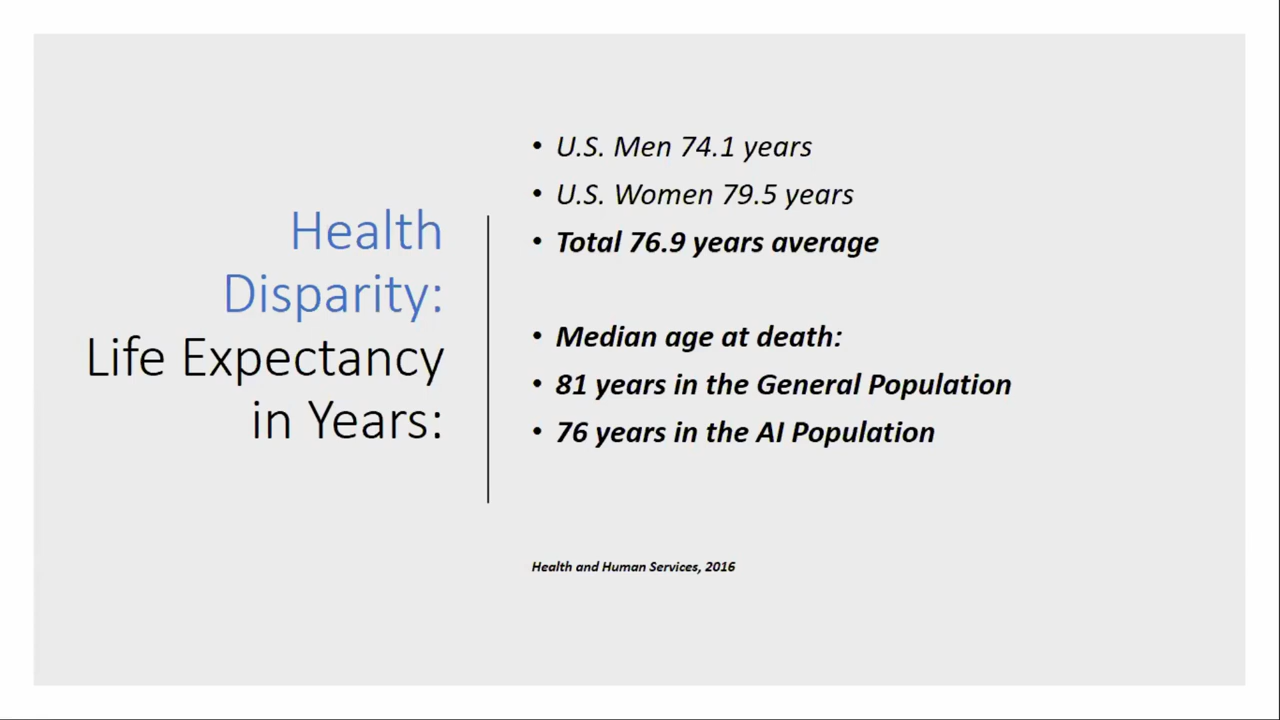 Health
Disparity:
Life Expectancy
in Years:
• U.S. Men 74.1 years
• U.S. Women 79.5 years
• Total 76.9 years average
• Median age at death:
• 81 years in the General Population
• 76 years in the AI Population
Health and Human Services, 2016